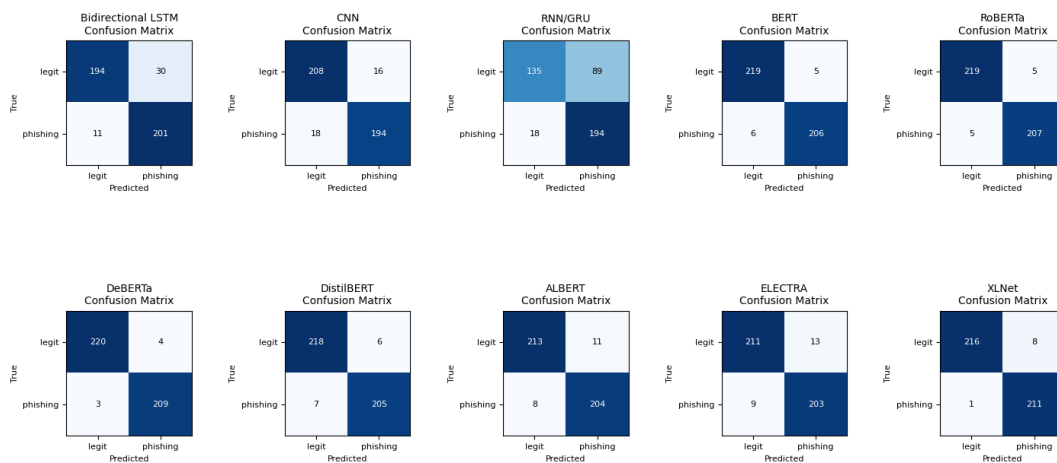 Bidirectional LSTM
Confusion Matrix
True
legit
194
30
phishing
11
201
legit
phishing
Predicted
CNN
Confusion Matrix
True
legit
208
16
phishing
18
194
legit
phishing
Predicted
RNN/GRU
Confusion Matrix
True
legit
135
89
phishing
18
194
legit
phishing
Predicted
BERT
Confusion Matrix
True
legit
219
5
phishing
6
206
legit
phishing
Predicted
RoBERTa
Confusion Matrix
True
legit
219
5
phishing
5
207
legit
phishing
Predicted
DeBERTa
Confusion Matrix
True
legit
220
4
phishing
3
209
legit
phishing
Predicted
DistilBERT
Confusion Matrix
True
legit
218
6
phishing
7
205
legit
phishing
Predicted
ALBERT
Confusion Matrix
True
legit
213
11
phishing
8
204
legit
phishing
Predicted
ELECTRA
Confusion Matrix
True
legit
211
13
phishing
9
203
legit
phishing
Predicted
XLNet
Confusion Matrix
True
legit
216
8
phishing
1
211
legit
phishing
Predicted